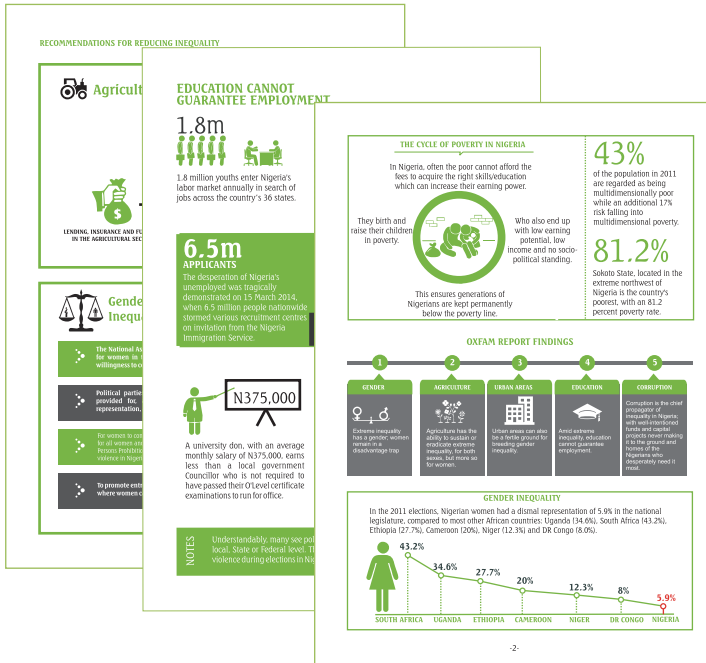 RECOMMENDATIONS FOR REDUCING INEQUALITY
Agricult
$
LENDING, INSURANCE AND FU
IN THE AGRICULTURAL SEC
Gende
Inequ
The National As
for women in
willingness to c
Political partie
provided for,
representation.
For women to
for all women an
Persons Prohibitio
violence in Nigeri
To promote entr
where women c
EDUCATION CANNOT
GUARANTEE EMPLOYMENT
1.8m
1.8 million youths enter Nigeria's
labor market annually in search of
jobs across the country's 36 states.
6.5m
APPLICANTS
The desperation of Nigeria's
unemployed was tragically
demonstrated on 15 March 2014,
when 6.5 million people nationwide
stormed various recruitment centres
on invitation from the Nigeria
Immigration Service.
N375,000
A university don, with an average
monthly salary of N375,000, earns
less than a local government
Councillor who is not required to
have passed their O'Level certificate
examinations to run for office.
NOTES
Understandably, many see pol
local, State or Federal level. Th
violence during elections in Nig
THE CYCLE OF POVERTY IN NIGERIA
In Nigeria, often the poor cannot afford the
fees to acquire the right skills/education
which can increase their earning power.
They birth and
raise their children
in poverty.
Who also end up
with low earning
potential, low
income and no socio-
political standing.
This ensures generations of
Nigerians are kept permanently
below the poverty line.
43%
of the population in 2011
are regarded as being
multidimensionally poor
while an additional 17%
risk falling into
multidimensional poverty.
81.2%
Sokoto State, located in the
extreme northwest of
Nigeria is the country's
poorest, with an 81.2
percent poverty rate.
OXFAM REPORT FINDINGS
1 2 3 4 5
GENDER
Extreme inequality
has a gender; women
remain in a
disadvantage trap
AGRICULTURE
Agriculture has the
ability to sustain or
eradicate extreme
inequality, for both
sexes, but more so
for women.
URBAN AREAS
Urban areas can also
be a fertile ground for
breeding gender
inequality.
EDUCATION
Amid extreme
inequality, education
cannot guarantee
employment.
CORRUPTION
Corruption is the chief
propagator of
inequality in Nigeria;
with well-intentioned
funds and capital
projects never making
it to the ground and
homes of the
Nigerians who
desperately need it
most.
GENDER INEQUALITY
In the 2011 elections, Nigerian women had a dismal representation of 5.9% in the national
legislature, compared to most other African countries: Uganda (34.6%), South Africa (43.2%),
Ethiopia (27.7%), Cameroon (20%), Niger (12.3%) and DR Congo (8.0%).
43.2%
34.6%
27.7%
20%
12.3%
8%
5.9%
SOUTH AFRICA UGANDA ETHIOPIA CAMEROON NIGER DR CONGO NIGERIA
-2-